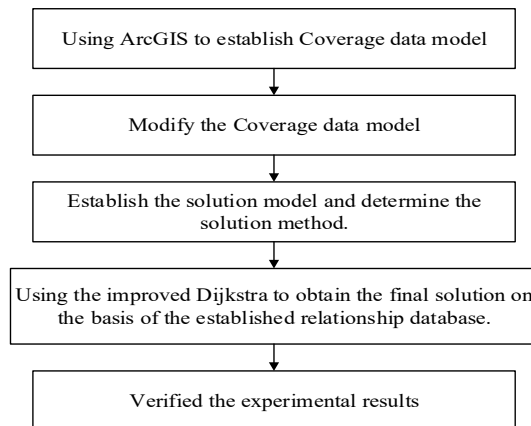 Using ArcGIS to establish Coverage data model
Modify the Coverage data model
Establish the solution model and determine the
solution method.
Using the improved Dijkstra to obtain the final solution on
the basis of the established relationship database.
Verified the experimental results